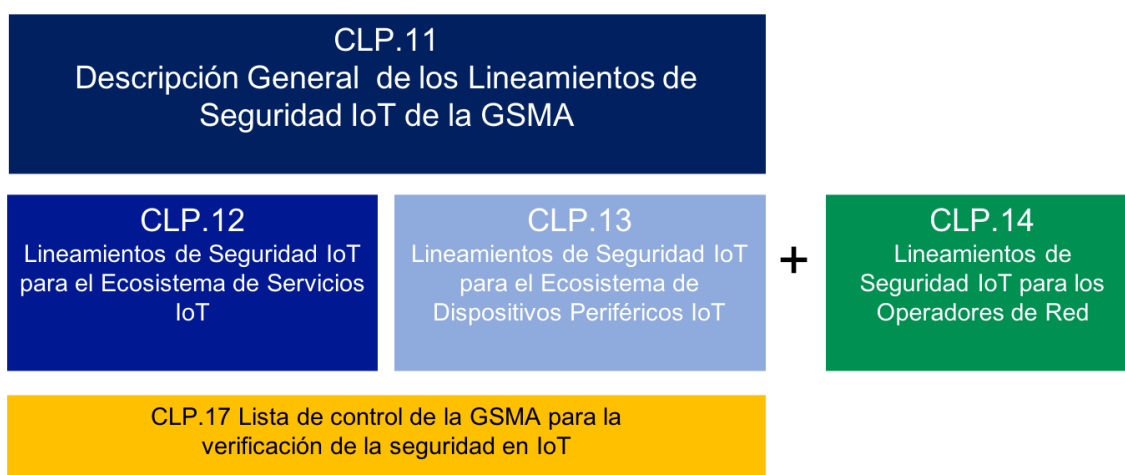 CLP.11
Descripción General de los Lineamientos de
Seguridad IoT de la GSMA
CLP.12
Lineamientos de Seguridad IoT
para el Ecosistema de Servicios
IoT
CLP.13
Lineamientos de Seguridad IoT
para el Ecosistema de
Dispositivos Periféricos IoT
+
CLP.14
Lineamientos de
Seguridad IoT para los
Operadores de Red
CLP.17 Lista de control de la GSMA para la
verificación de la seguridad en IoT